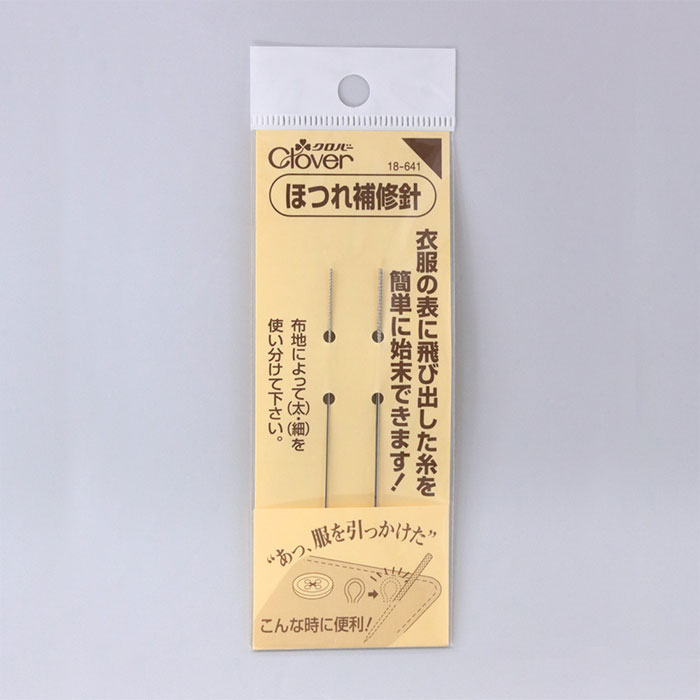 クロバー
Clover
18-641
ほつれ補修針
衣服の表に飛び出した糸を
簡単に始末できます!
布地によって(太)・(細)を
使い分けて下さい。
“あっ、服を引っかけた”
こんな時に便利!